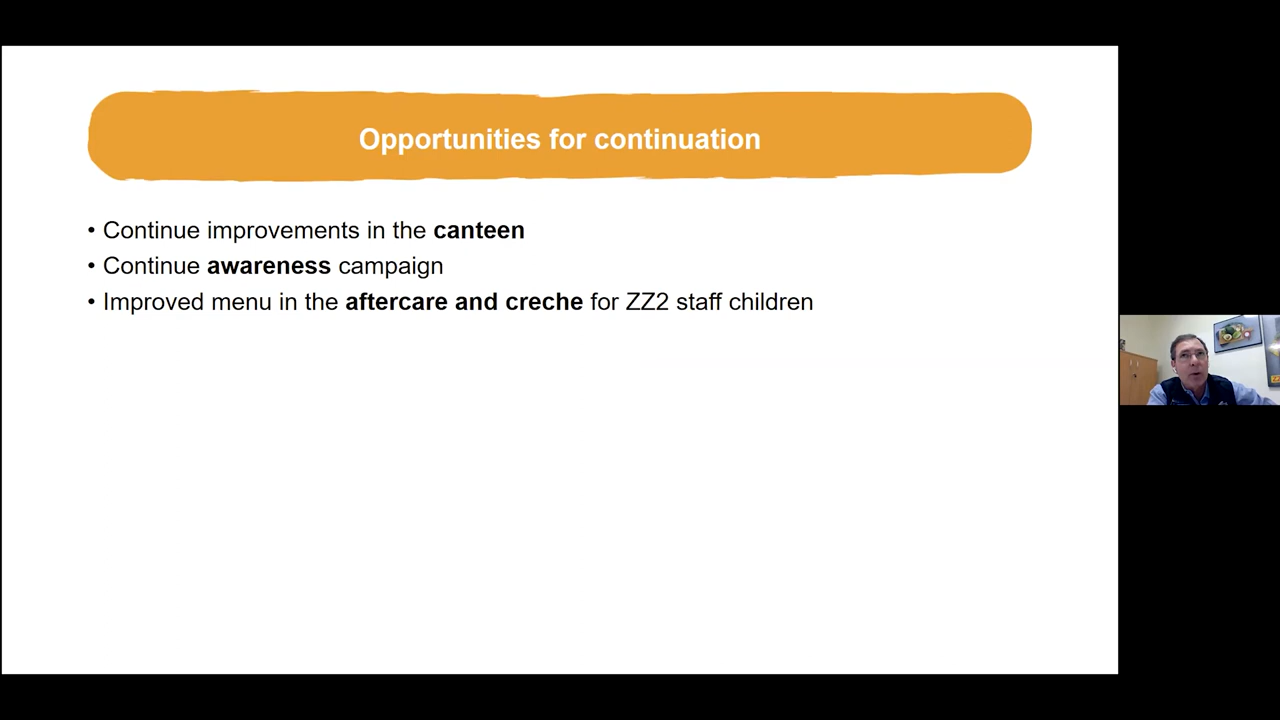 Opportunities for continuation
• Continue improvements in the canteen
• Continue awareness campaign
• Improved menu in the aftercare and creche for ZZ2 staff children